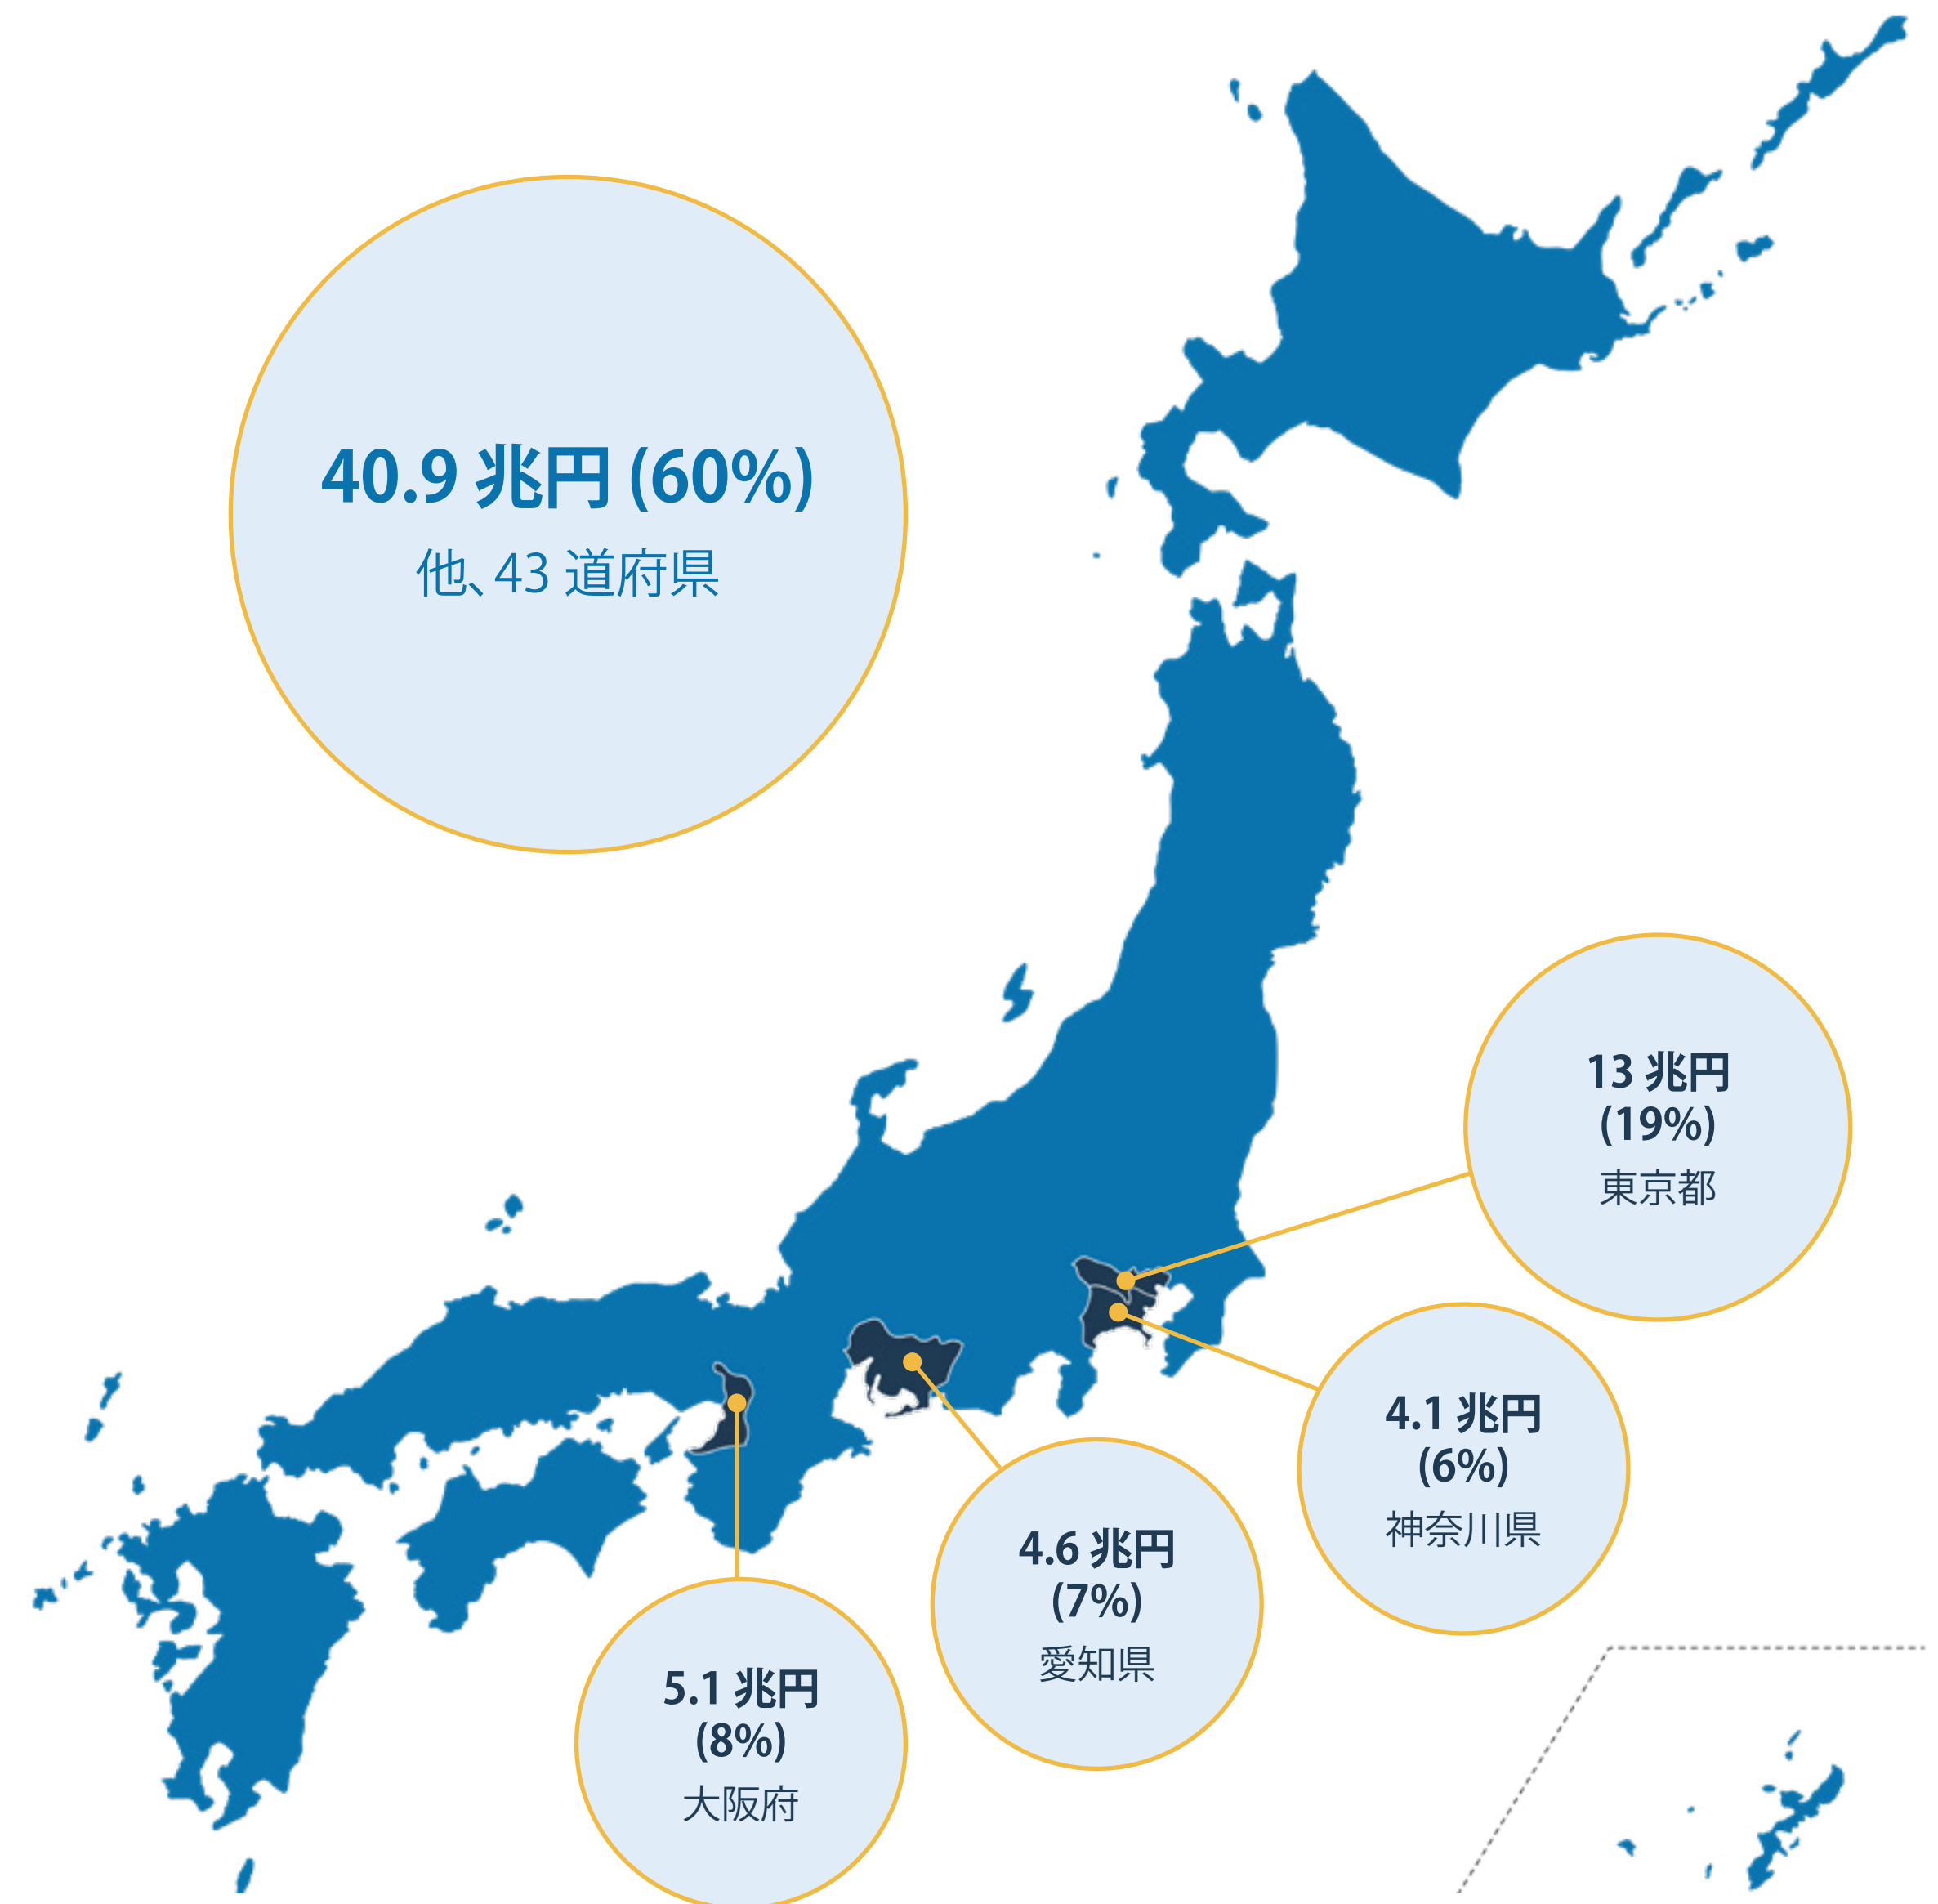 40.9 兆円 (60%)
他、43 道府県
13 兆円
(19%)
東京都
4.1 兆円
(6%)
神奈川県
4.6 兆円
(7%)
愛知県
5.1 兆円
(8%)
大阪府